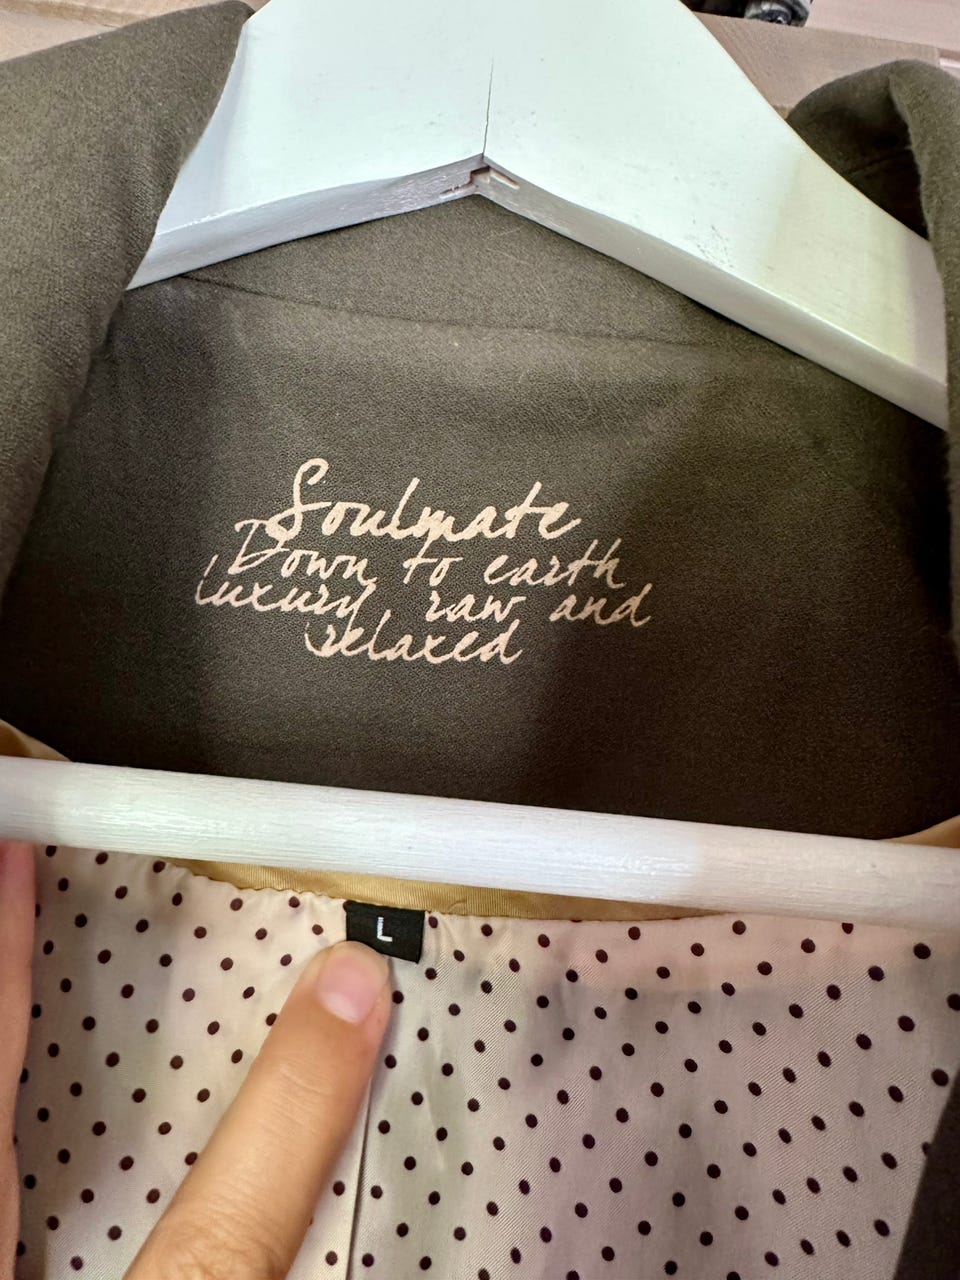 Soulmate
Down to earth
luxury, raw and
relaxed
L